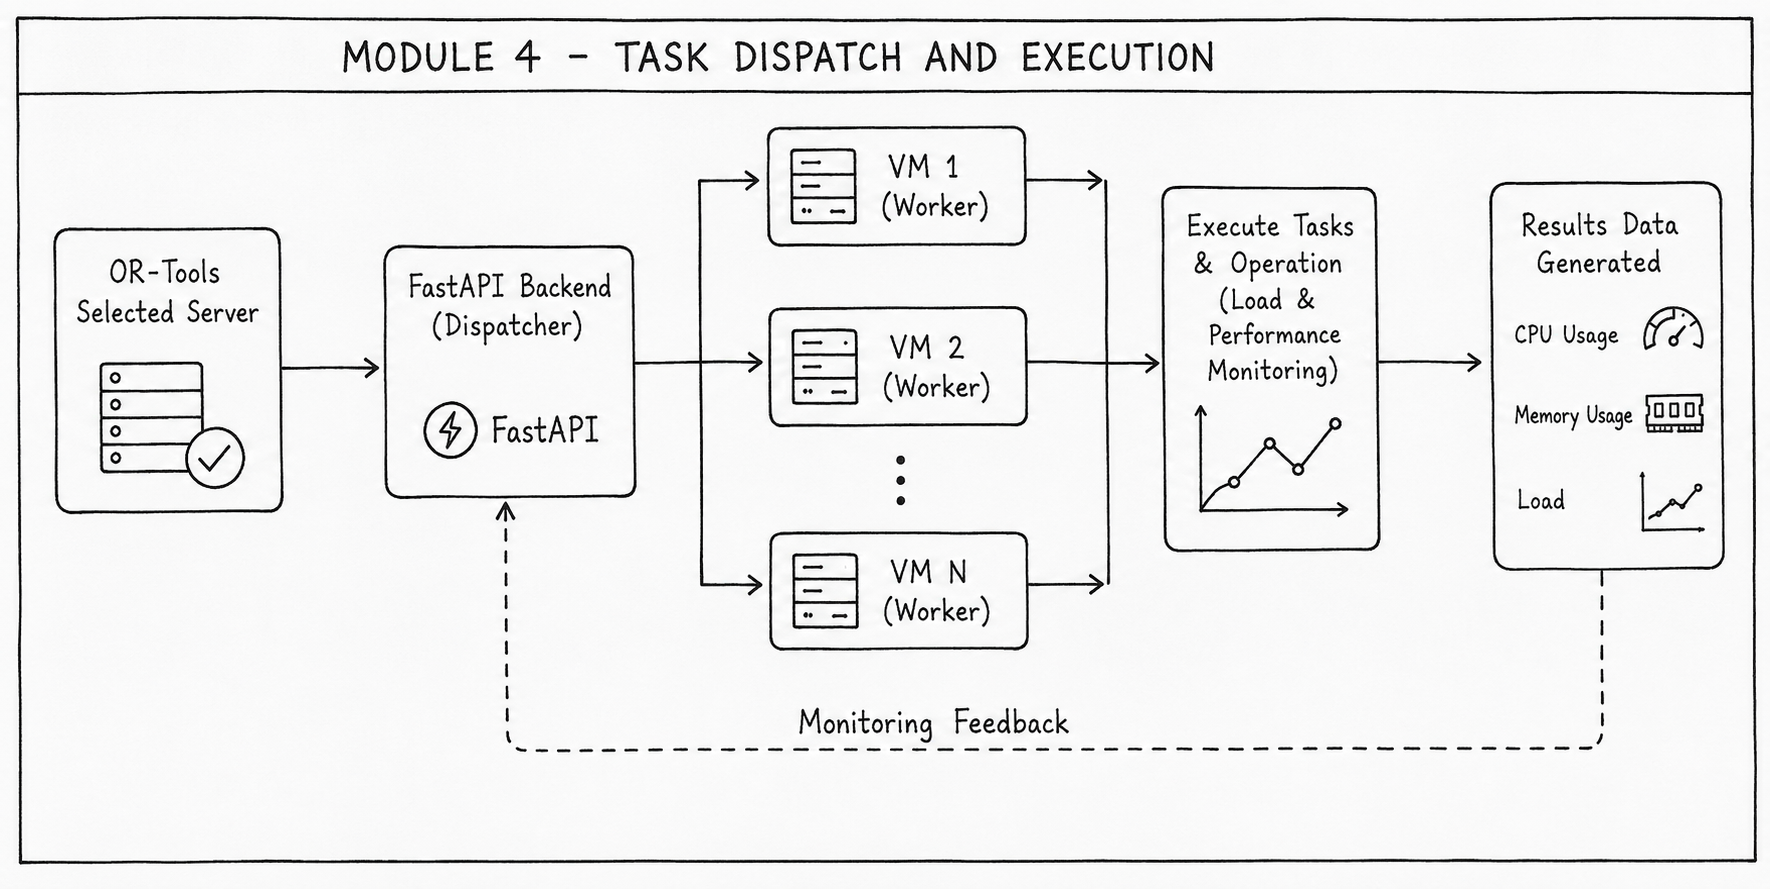 MODULE 4 - TASK DISPATCH AND EXECUTION
OR-Tools
Selected Server
FastAPI Backend
(Dispatcher)
FastAPI
VM 1
(Worker)
VM 2
(Worker)
VM N
(Worker)
Execute Tasks
& Operation
(Load &
Performance
Monitoring)
Results Data
Generated
CPU Usage
Memory Usage
Load
Monitoring Feedback